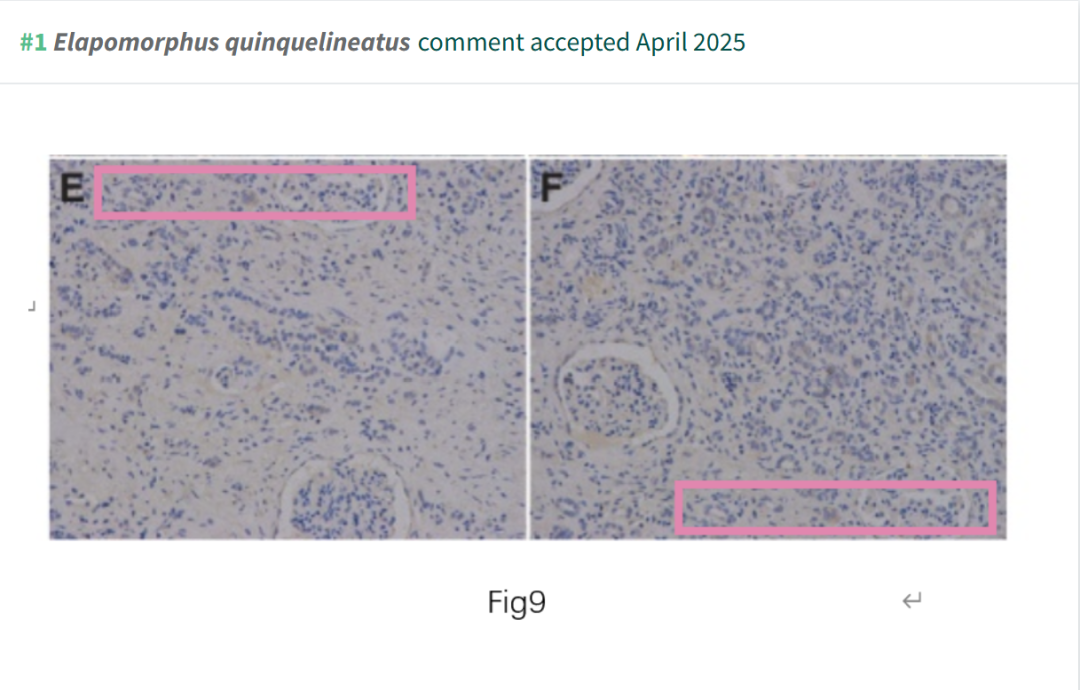 #1 Elapomorphus quinquelineatus comment accepted April 2025
E
F
Fig9